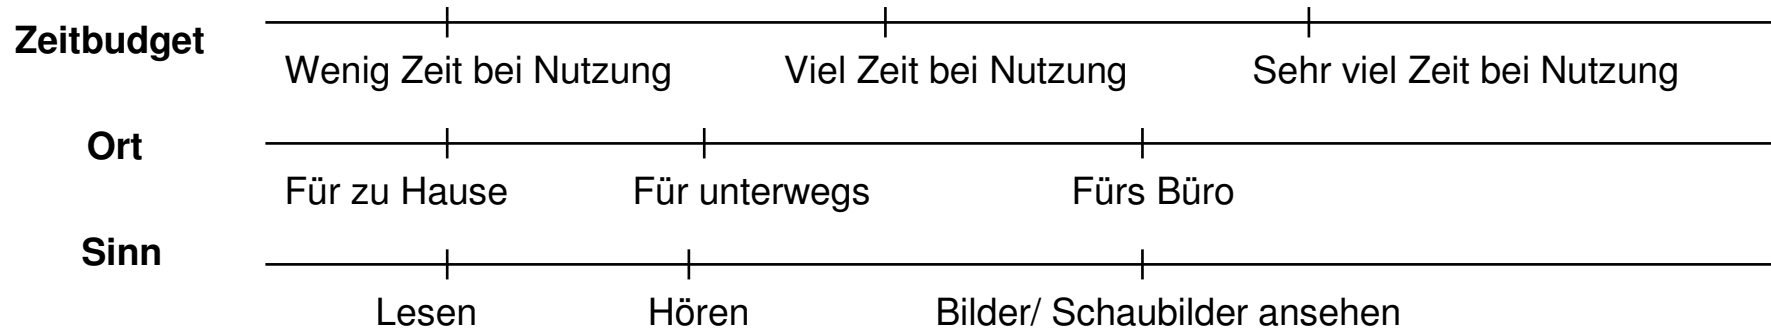 Zeitbudget
Wenig Zeit bei Nutzung Viel Zeit bei Nutzung Sehr viel Zeit bei Nutzung
Ort
Für zu Hause Für unterwegs Fürs Büro
Sinn
Lesen Hören Bilder/ Schaubilder ansehen